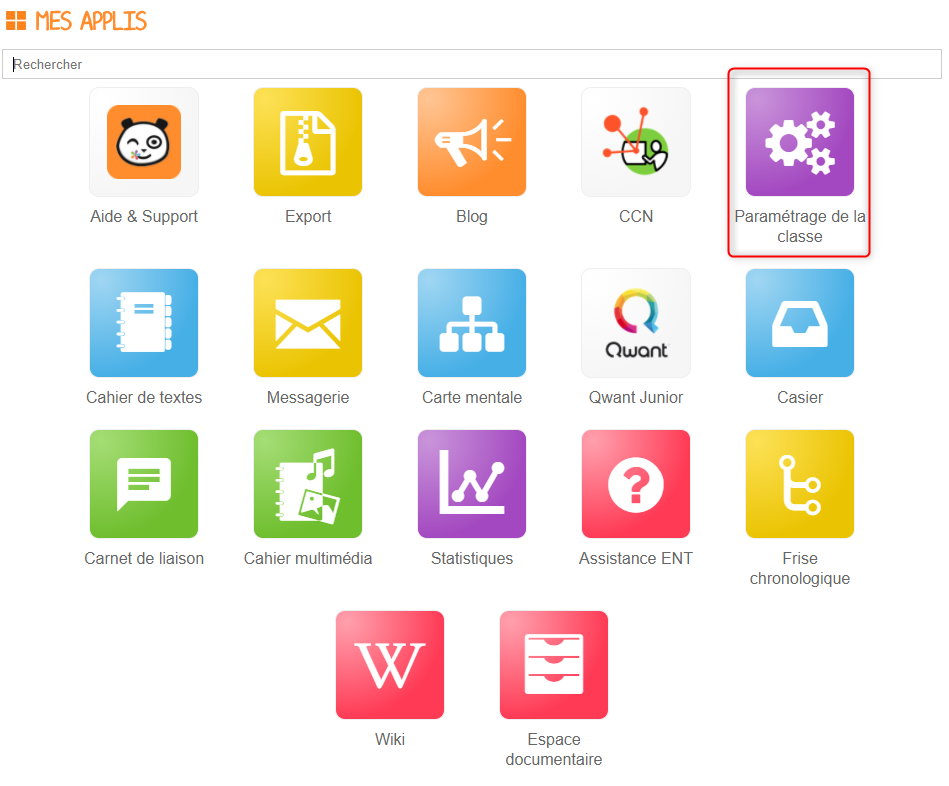 MES APPLIS
Rechercher
Aide & Support
Export
Blog
CCN
Paramétrage de la
classe
Cahier de textes
Messagerie
Carte mentale
Qwant
Qwant Junior
Casier
Carnet de liaison
Cahier multimédia
Statistiques
?
Assistance ENT
Frise
chronologique
W
Wiki
Espace
documentaire